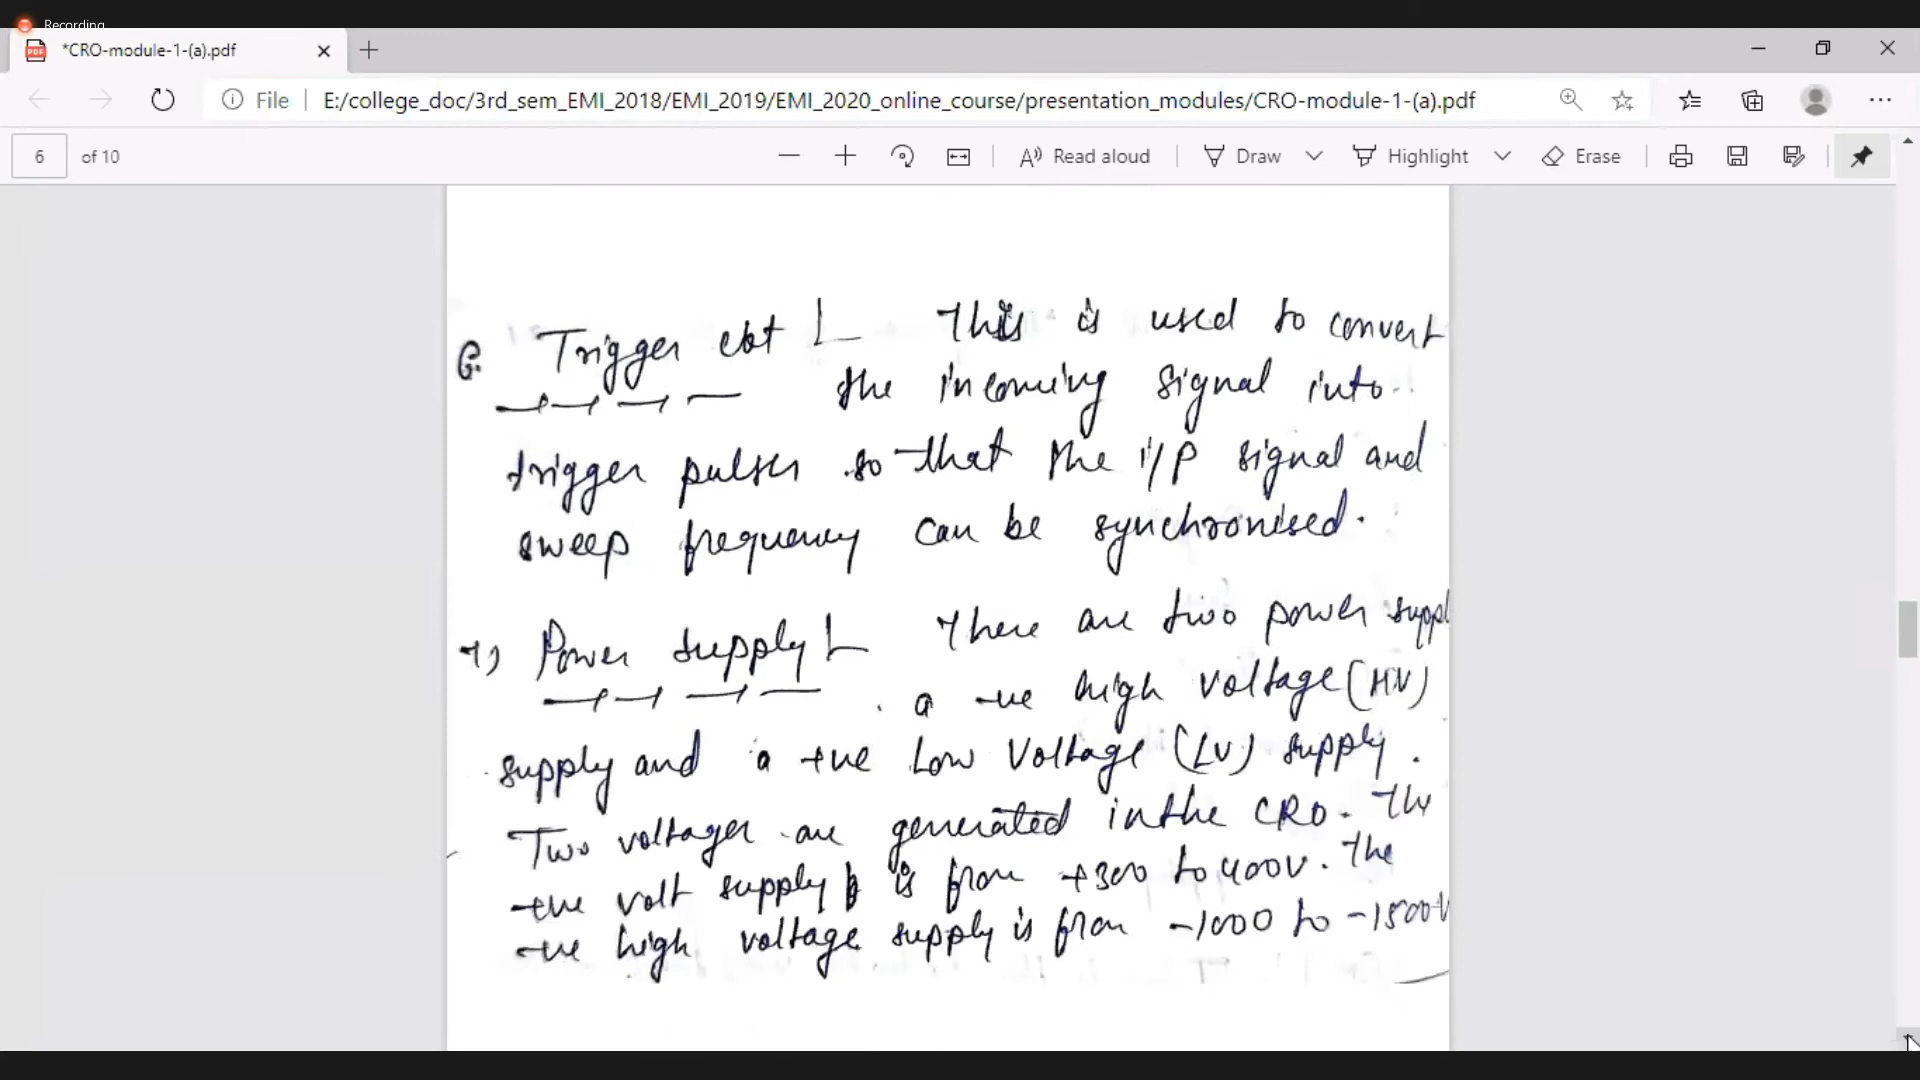 Recording
*CRO-module-1-(a).pdf
File E:/college_doc/3rd_sem_EMI_2018/EMI_2019/EMI_2020_online_course/presentation_modules/CRO-module-1-(a).pdf
6 of 10 Read aloud Draw Highlight Erase
6. Trigger ckt :- This is used to convert
the incoming signal into
trigger pulses so that the i/p signal and
sweep frequency can be synchronised.
7) Power supply :- There are two power suppl
a -ve high voltage (HV)
supply and a +ve Low Voltage (LV) supply.
Two voltages are generated in the CRO. The
+ve volt supply is from +300 to 400V. The
-ve high voltage supply is from -1000 to -1500V